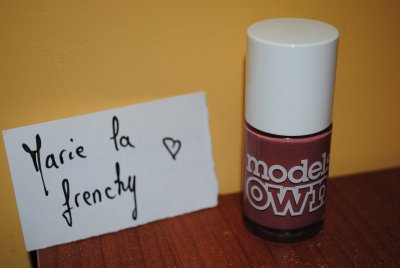 Marie la ♡
frenchy
models
OWN